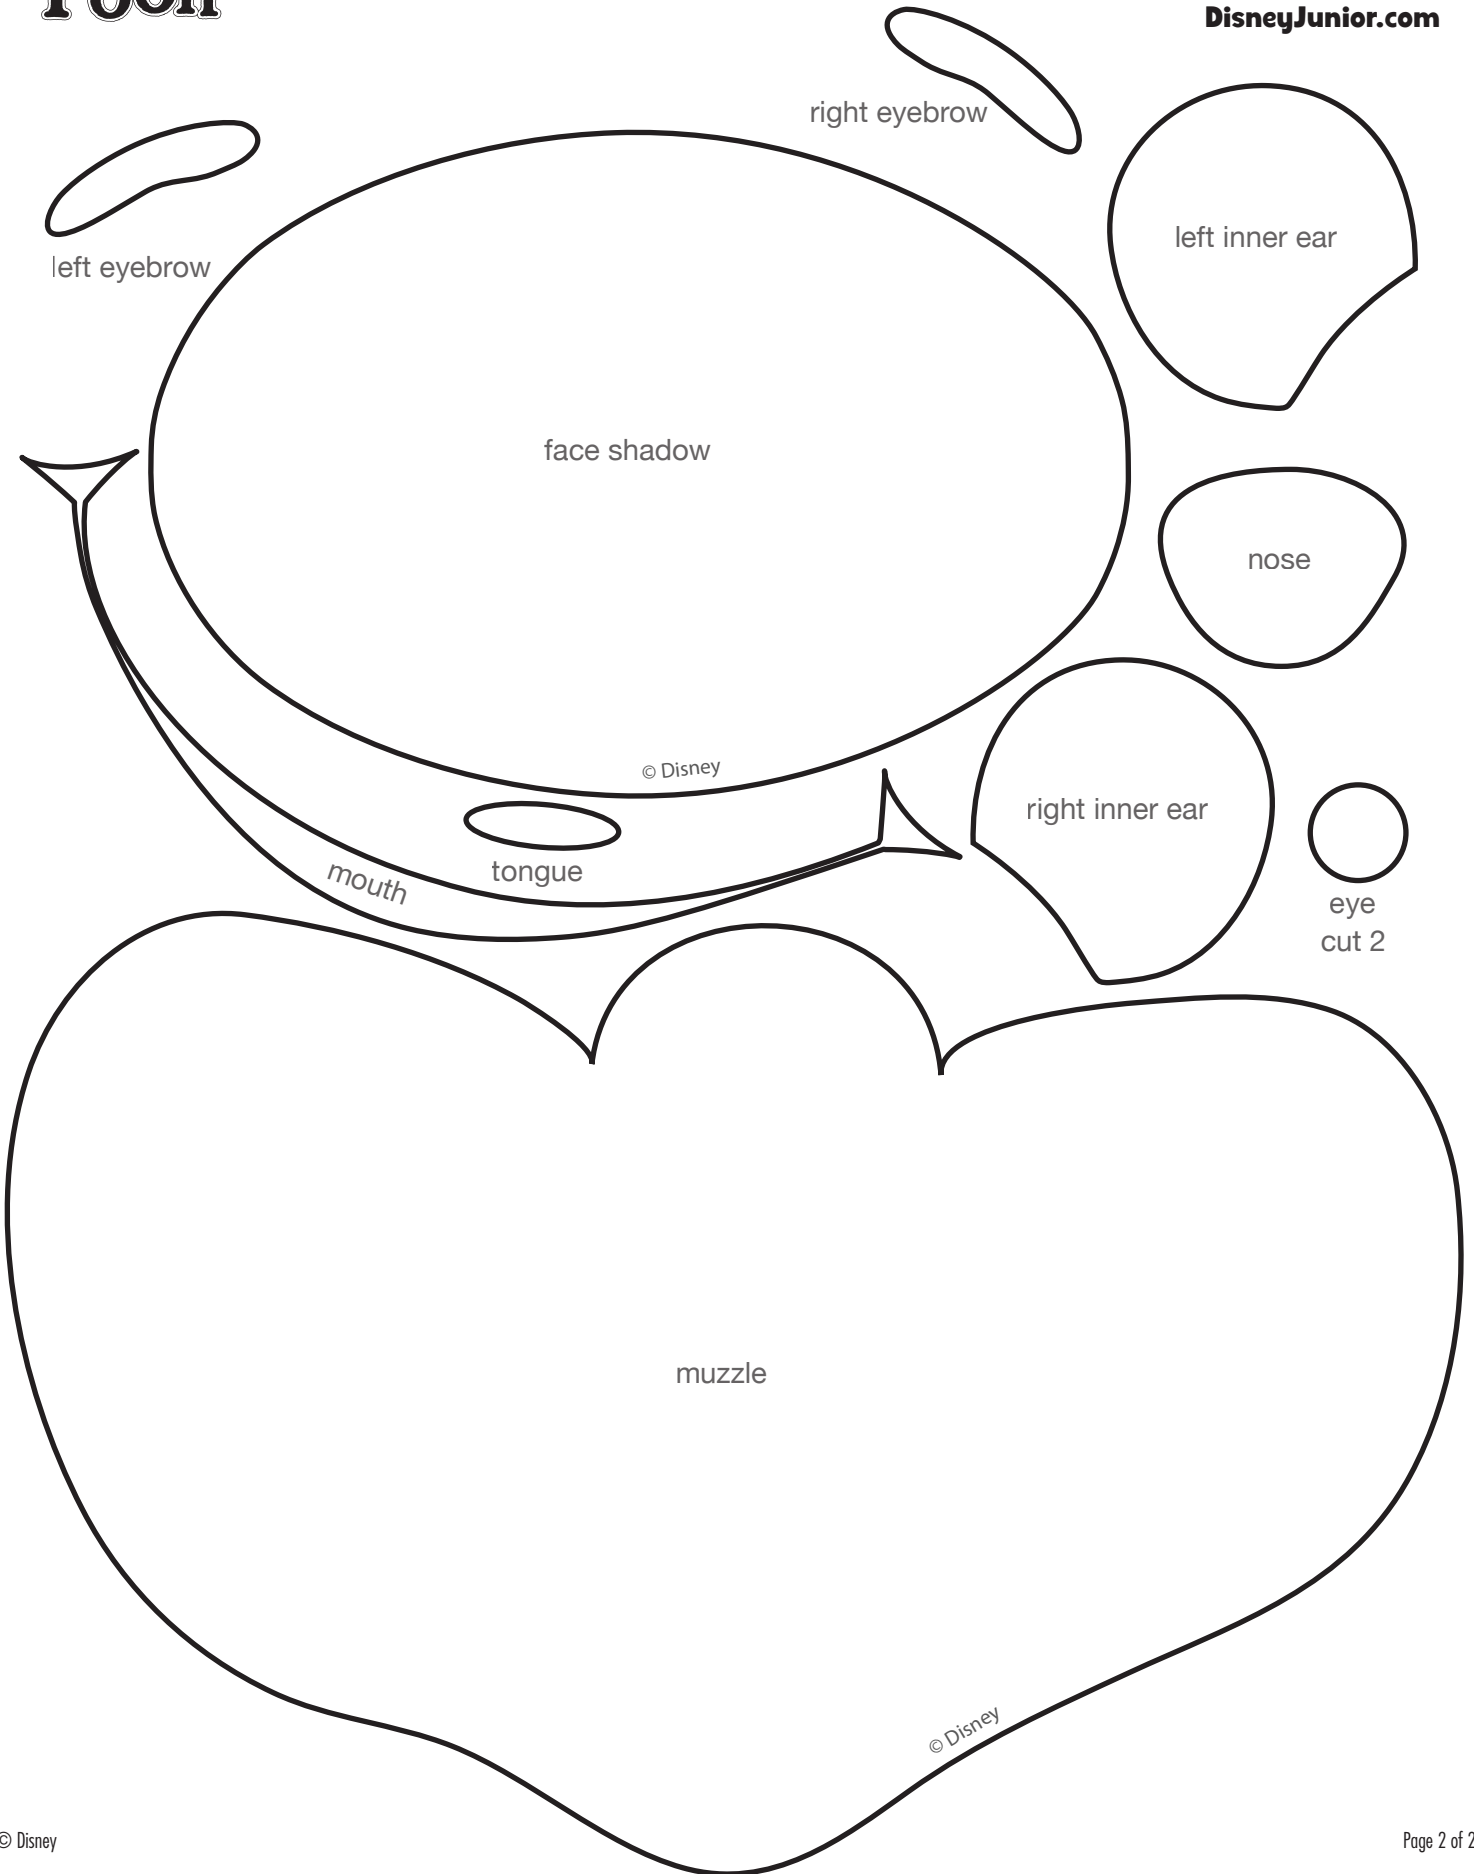 Pooh
DisneyJunior.com
right eyebrow
left inner ear
left eyebrow
face shadow
nose
© Disney
right inner ear
tongue
mouth
eye
cut 2
muzzle
© Disney
© Disney
Page 2 of 2